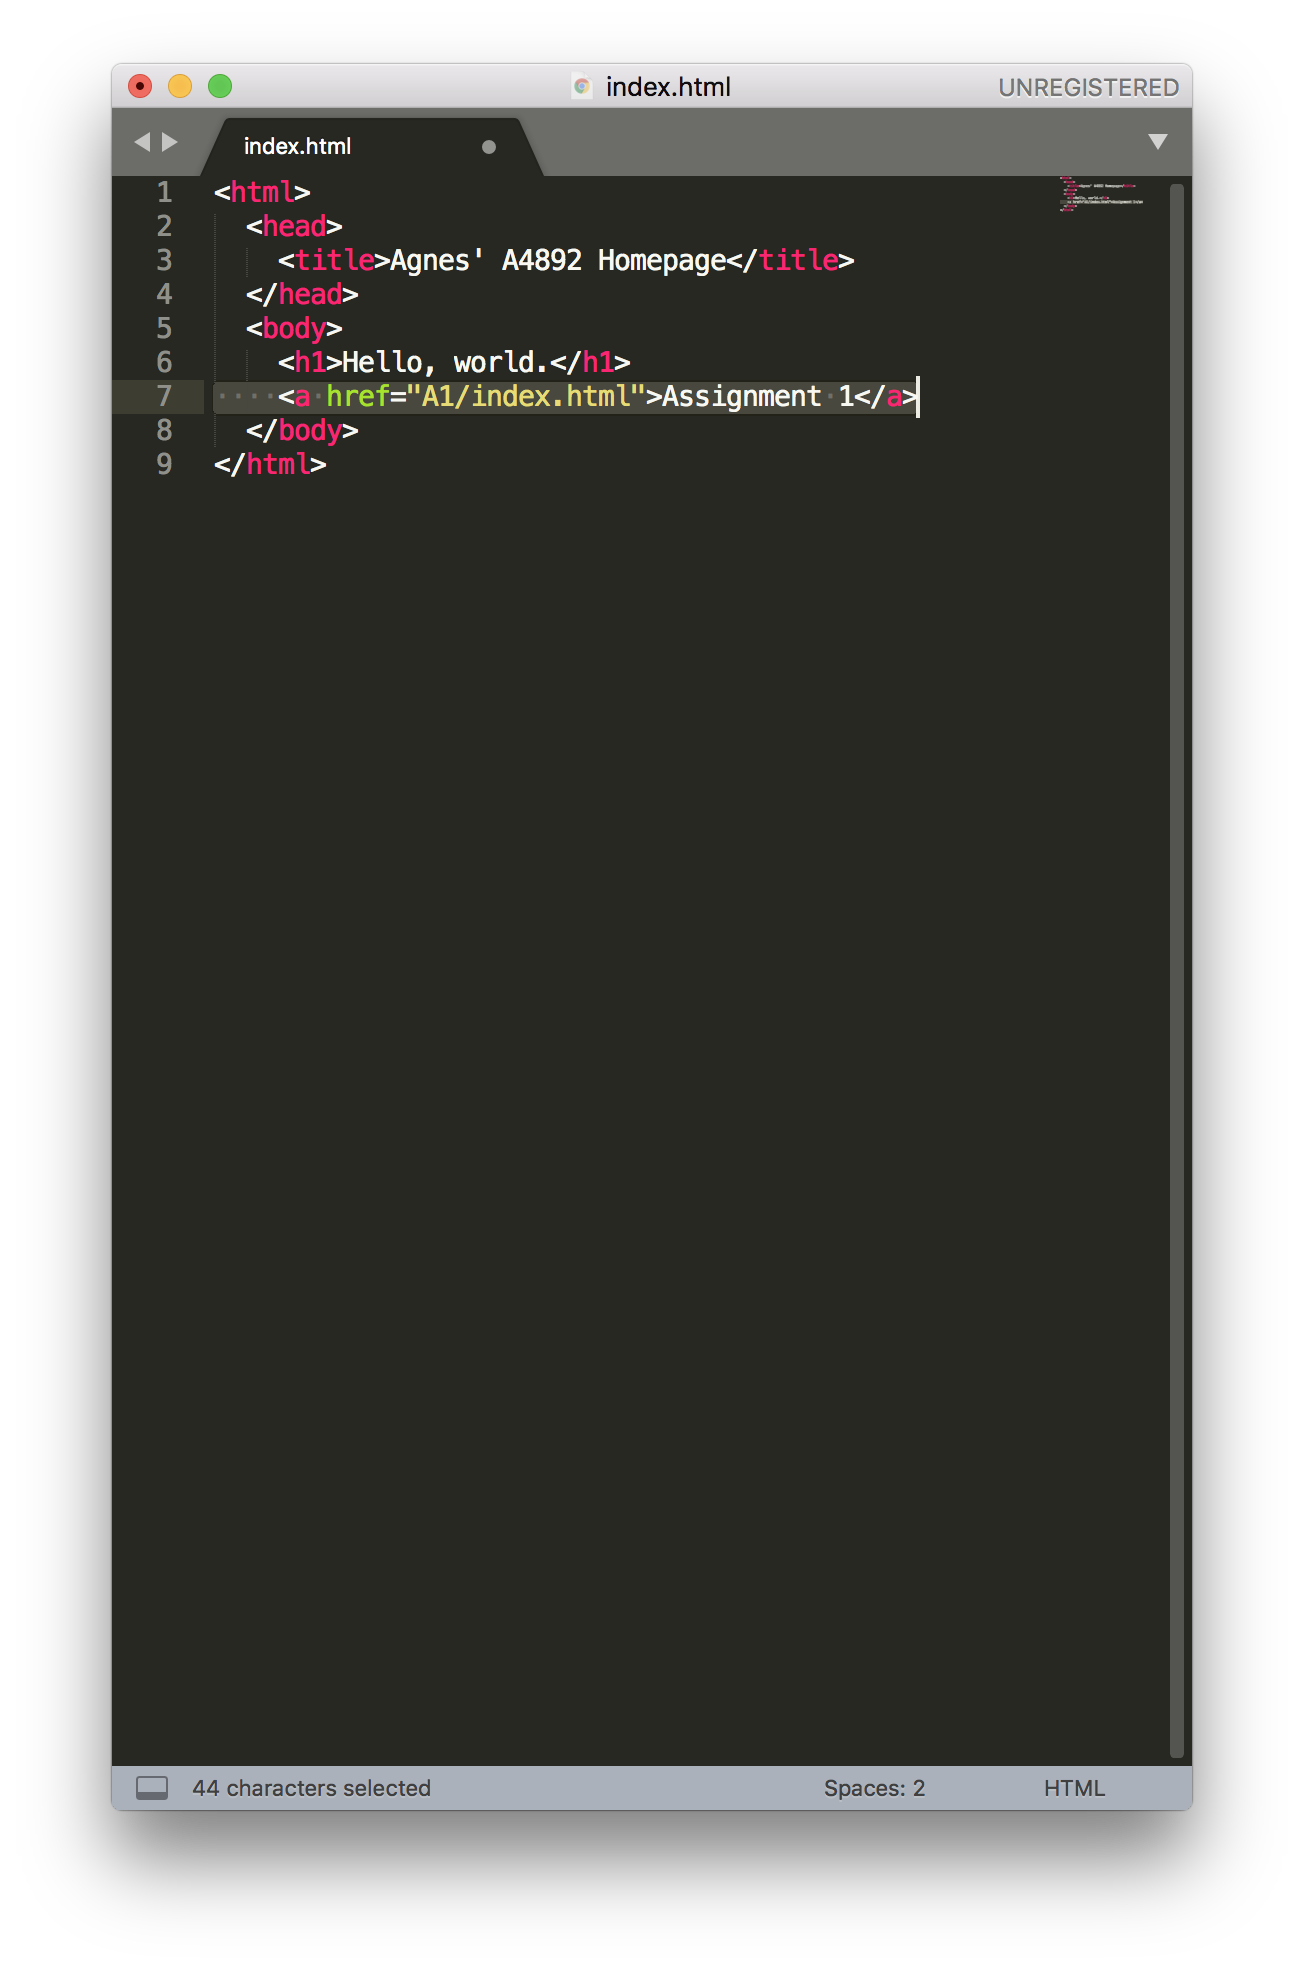 index.html
UNREGISTERED
index.html
1 <html>
2   <head>
3     <title>Agnes' A4892 Homepage</title>
4   </head>
5   <body>
6     <h1>Hello, world.</h1>
7     <a href="A1/index.html">Assignment 1</a>
8   </body>
9 </html>
44 characters selected
Spaces: 2
HTML